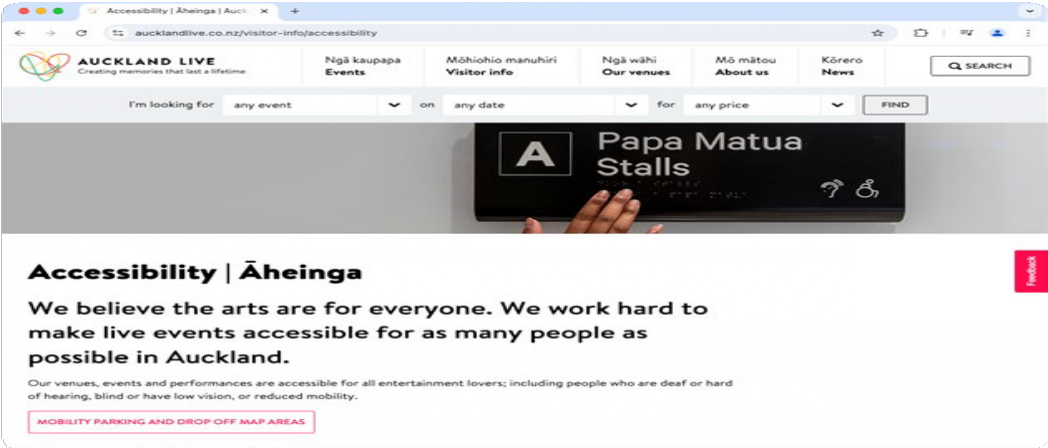 Accessibility | Āheinga | Auckl
aucklandlive.co.nz/visitor-info/accessibility
AUCKLAND LIVE
Creating memories that last a lifetime
Ngā kaupapa
Events
Mōhiohio manuhiri
Visitor info
Ngā wāhi
Our venues
Mō mātou
About us
Kōrero
News
SEARCH
I'm looking for any event on any date for any price FIND
A
Papa Matua
Stalls
Feedback
Accessibility | Āheinga
We believe the arts are for everyone. We work hard to
make live events accessible for as many people as
possible in Auckland.
Our venues, events and performances are accessible for all entertainment lovers; including people who are deaf or hard
of hearing, blind or have low vision, or reduced mobility.
MOBILITY PARKING AND DROP OFF MAP AREAS